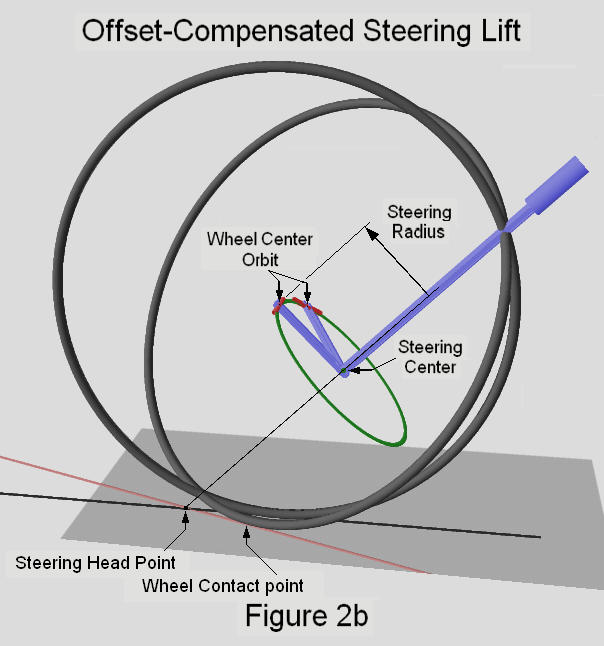 Offset-Compensated Steering Lift
Steering
Radius
Wheel Center
Orbit
Steering
Center
Steering Head Point
Wheel Contact point
Figure 2b